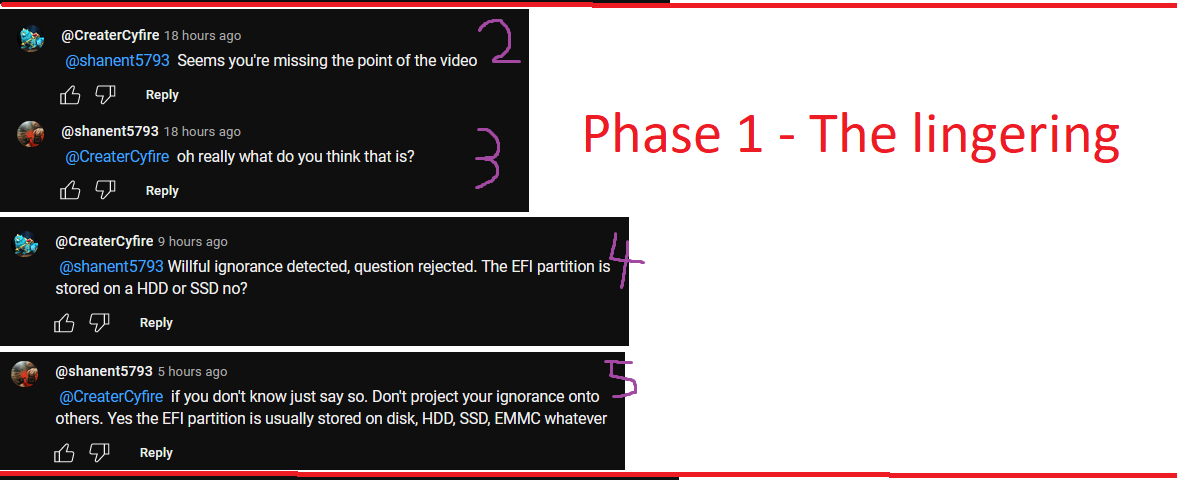 @CreaterCyfire 18 hours ago
@shanent5793 Seems you're missing the point of the video
2
Reply
@shanent5793 18 hours ago
@CreaterCyfire oh really what do you think that is?
3
Reply
Phase 1 - The lingering
@CreaterCyfire 9 hours ago
@shanent5793 Willful ignorance detected, question rejected. The EFI partition is
stored on a HDD or SSD no?
4
Reply
@shanent5793 5 hours ago
@CreaterCyfire if you don't know just say so. Don't project your ignorance onto
others. Yes the EFI partition is usually stored on disk, HDD, SSD, EMMC whatever
5
Reply